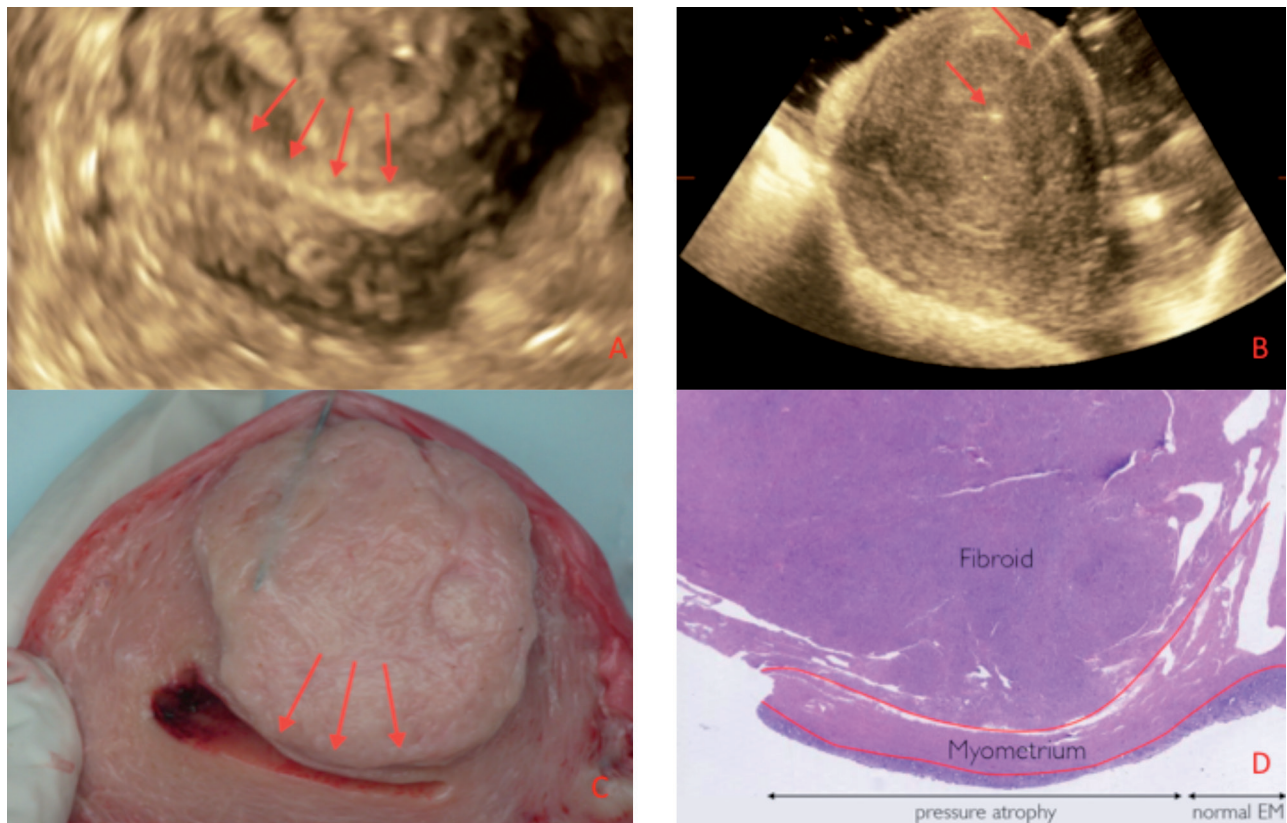 A
B
C
Fibroid
Myometrium
D
pressure atrophy
normal EM